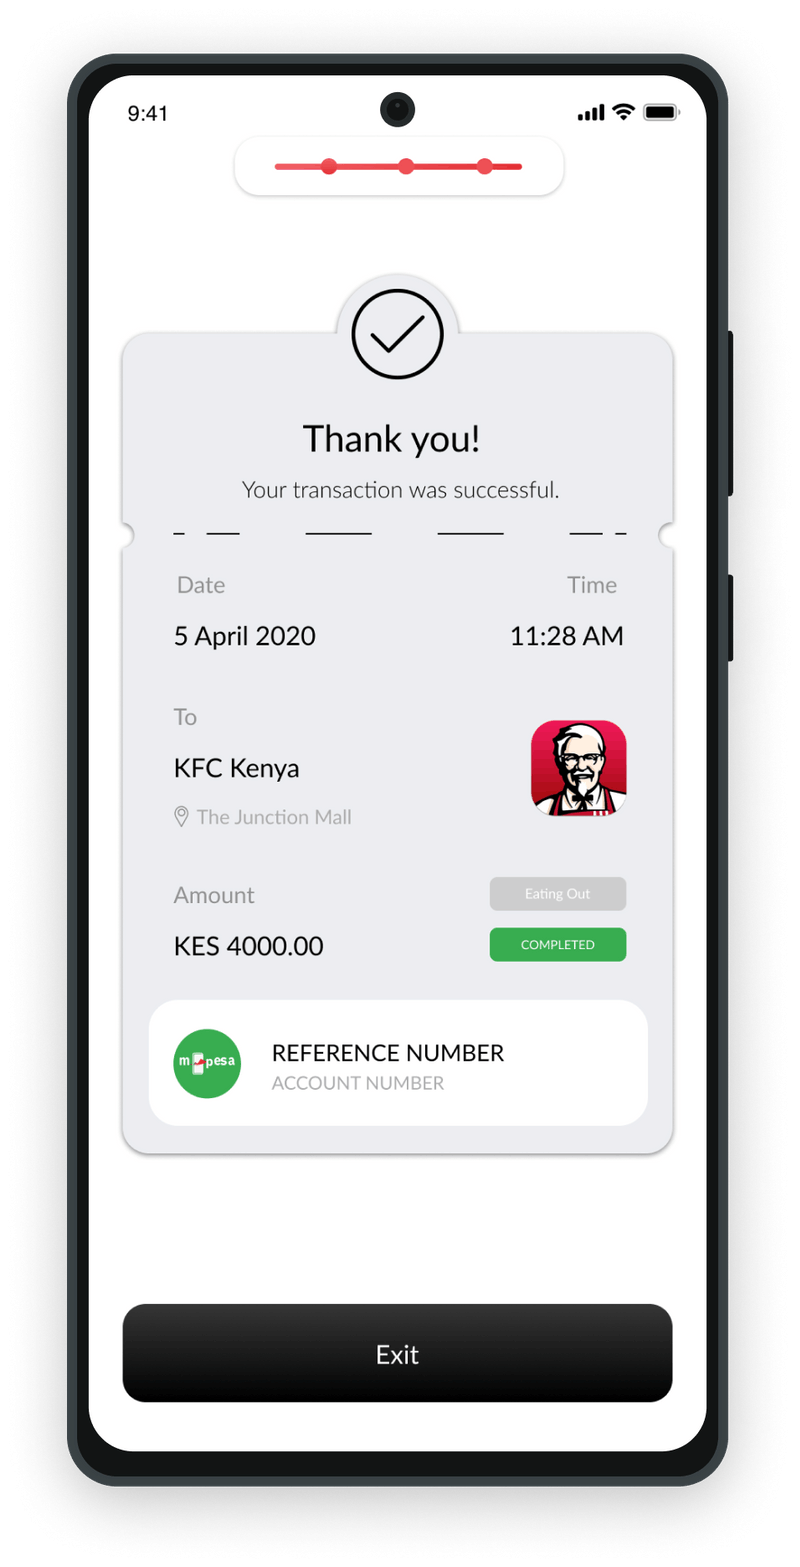 9:41
Thank you!
Your transaction was successful.
Date Time
5 April 2020 11:28 AM
To
KFC Kenya
The Junction Mall
Amount Eating Out
KES 4000.00 COMPLETED
m pesa REFERENCE NUMBER
ACCOUNT NUMBER
Exit